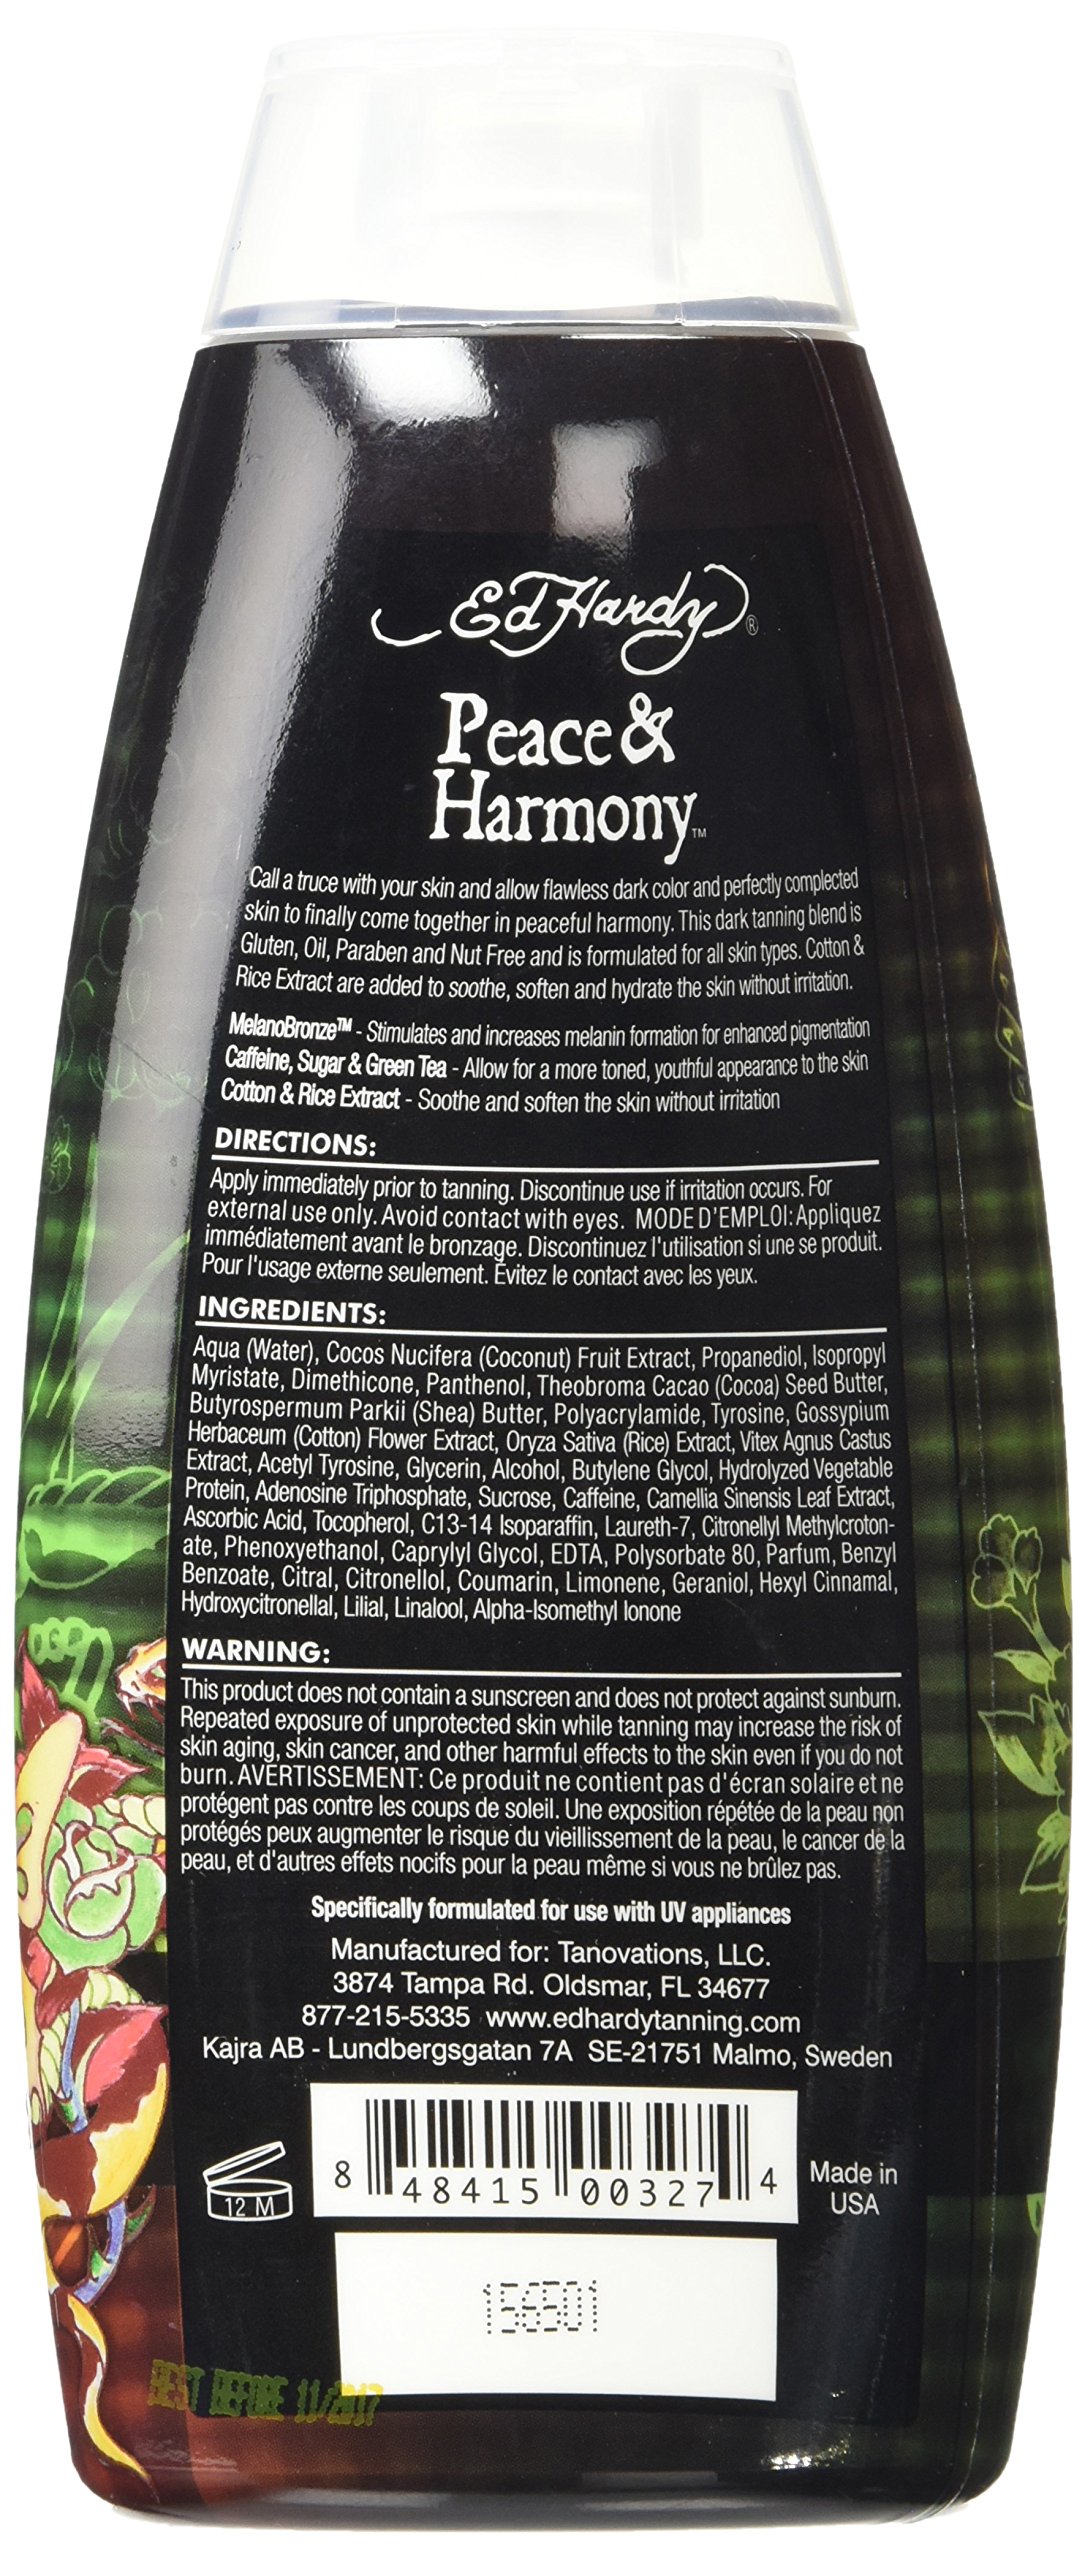 Ed Hardy®
Peace &
Harmony™
Call a truce with your skin and allow flawless dark color and perfectly complected
skin to finally come together in peaceful harmony. This dark tanning blend is
Gluten, Oil, Paraben and Nut Free and is formulated for all skin types. Cotton &
Rice Extract are added to soothe, soften and hydrate the skin without irritation.
MelanoBronze™ - Stimulates and increases melanin formation for enhanced pigmentation
Caffeine, Sugar & Green Tea - Allow for a more toned, youthful appearance to the skin
Cotton & Rice Extract - Soothe and soften the skin without irritation
DIRECTIONS:
Apply immediately prior to tanning. Discontinue use if irritation occurs. For
external use only. Avoid contact with eyes. MODE D'EMPLOI: Appliquez
immédiatement avant le bronzage. Discontinuez l'utilisation si une se produit.
Pour l'usage externe seulement. Évitez le contact avec les yeux.
INGREDIENTS:
Aqua (Water), Cocos Nucifera (Coconut) Fruit Extract, Propanediol, Isopropyl
Myristate, Dimethicone, Panthenol, Theobroma Cacao (Cocoa) Seed Butter,
Butyrospermum Parkii (Shea) Butter, Polyacrylamide, Tyrosine, Gossypium
Herbaceum (Cotton) Flower Extract, Oryza Sativa (Rice) Extract, Vitex Agnus Castus
Extract, Acetyl Tyrosine, Glycerin, Alcohol, Butylene Glycol, Hydrolyzed Vegetable
Protein, Adenosine Triphosphate, Sucrose, Caffeine, Camellia Sinensis Leaf Extract,
Ascorbic Acid, Tocopherol, C13-14 Isoparaffin, Laureth-7, Citronellyl Methylcroton-
ate, Phenoxyethanol, Caprylyl Glycol, EDTA, Polysorbate 80, Parfum, Benzyl
Benzoate, Citral, Citronellol, Coumarin, Limonene, Geraniol, Hexyl Cinnamal,
Hydroxycitronellal, Lilial, Linalool, Alpha-Isomethyl Ionone
WARNING:
This product does not contain a sunscreen and does not protect against sunburn.
Repeated exposure of unprotected skin while tanning may increase the risk of
skin aging, skin cancer, and other harmful effects to the skin even if you do not
burn. AVERTISSEMENT: Ce produit ne contient pas d'écran solaire et ne
protégent pas contre les coups de soleil. Une exposition répétée de la peau non
protégés peux augmenter le risque du vieillissement de la peau, le cancer de la
peau, et d'autres effets nocifs pour la peau même si vous ne brûlez pas.
Specifically formulated for use with UV appliances
Manufactured for: Tanovations, LLC.
3874 Tampa Rd. Oldsmar, FL 34677
877-215-5335 www.edhardytanning.com
Kajra AB - Lundbergsgatan 7A SE-21751 Malmo, Sweden
12 M
8 48415 00327 4
Made in
USA
156501
BEST BEFORE 11/2017